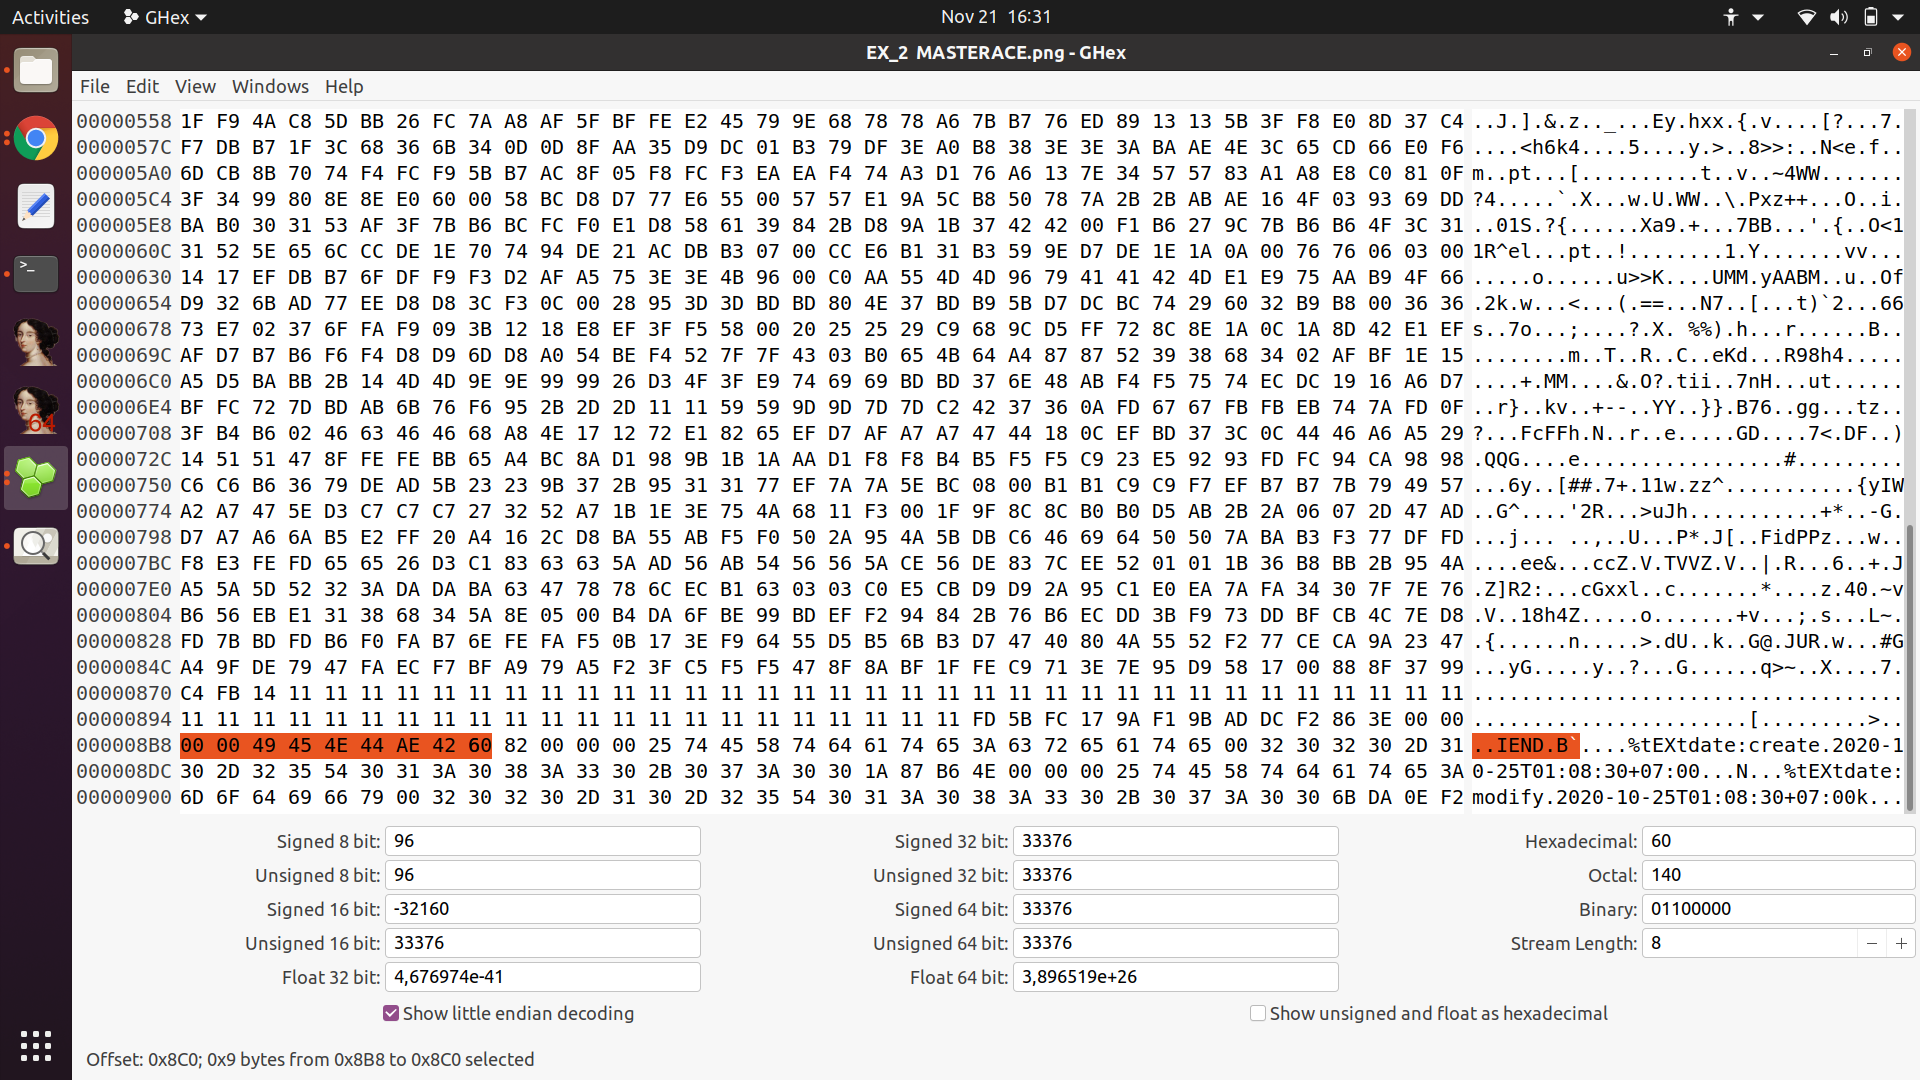 Activities GHex Nov 21 16:31
EX_2 MASTERACE.png - GHex
File Edit View Windows Help
00000558 1F F9 4A C8 5D BB 26 FC 7A A8 AF 5F BF FE E2 45 79 9E 68 78 78 A6 7B B7 76 ED 89 13 13 5B 3F F8 E0 8D 37 C4 ..J.].&.z.._...Ey.hxx.{.v....[?...7.
0000057C F7 DB B7 1F 3C 68 36 6B 34 0D 0D 8F AA 35 D9 DC 01 B3 79 DF 3E A0 B8 38 3E 3E 3A BA AE 4E 3C 65 CD 66 E0 F6 ....<h6k4....5....y.>..8>>:..N<e.f..
000005A0 6D CB 8B 70 74 F4 FC F9 5B B7 AC 8F 05 F8 FC F3 EA EA F4 74 A3 D1 76 A6 13 7E 34 57 57 83 A1 A8 E8 C0 81 0F m..pt...[..........t..v..~4WW.......
000005C4 3F 34 99 80 8E 8E E0 60 00 58 BC D8 D7 77 E6 55 00 57 57 E1 9A 5C B8 50 78 7A 2B 2B AB AE 16 4F 03 93 69 DD ?4.....`.X...w.U.WW..\.Pxz++...O..i.
000005E8 BA B0 30 31 53 AF 3F 7B B6 BC FC F0 E1 D8 58 61 39 84 2B D8 9A 1B 37 42 42 00 F1 B6 27 9C 7B B6 B6 4F 3C 31 ..01S.?{......Xa9.+...7BB...'.{..O<1
0000060C 31 52 5E 65 6C CC DE 1E 70 74 94 DE 21 AC DB B3 07 00 CC E6 B1 31 B3 59 9E D7 DE 1E 1A 0A 00 76 76 06 03 00 1R^el...pt..!........1.Y.......vv...
00000630 14 17 EF DB B7 6F DF F9 F3 D2 AF A5 75 3E 3E 4B 96 00 C0 AA 55 4D 4D 96 79 41 41 42 4D E1 E9 75 AA B9 4F 66 .....o......u>>K....UMM.yAABM..u..Of
00000654 D9 32 6B AD 77 EE D8 D8 3C F3 0C 00 28 95 3D 3D BD BD 80 4E 37 BD B9 5B D7 DC BC 74 29 60 32 B9 B8 00 36 36 .2k.w...<...(.==...N7..[...t)`2...66
00000678 73 E7 02 37 6F FA F9 09 3B 12 18 E8 EF 3F F5 58 00 20 25 25 29 C9 68 9C D5 FF 72 8C 8E 1A 0C 1A 8D 42 E1 EF s..7o...;....?.X. %%).h...r......B..
0000069C AF D7 B7 B6 F6 F4 D8 D9 6D D8 A0 54 BE F4 52 7F 7F 43 03 B0 65 4B 64 A4 87 87 52 39 38 68 34 02 AF BF 1E 15 ........m..T..R..C..eKd...R98h4.....
000006C0 A5 D5 BA BB 2B 14 4D 4D 9E 9E 99 99 26 D3 4F 3F E9 74 69 69 BD BD 37 6E 48 AB F4 F5 75 74 EC DC 19 16 A6 D7 ....+.MM....&.O?.tii..7nH...ut......
000006E4 BF FC 72 7D BD AB 6B 76 F6 95 2B 2D 2D 11 11 59 59 9D 9D 7D 7D C2 42 37 36 0A FD 67 67 FB FB EB 74 7A FD 0F ..r}..kv..+--..YY..}}.B76..gg...tz..
00000708 3F B4 B6 02 46 63 46 46 68 A8 4E 17 12 72 E1 82 65 EF D7 AF A7 A7 47 44 18 0C EF BD 37 3C 0C 44 46 A6 A5 29 ?...FcFFh.N..r..e.....GD....7<.DF..)
0000072C 14 51 51 47 8F FE FE BB 65 A4 BC 8A D1 98 9B 1B 1A AA D1 F8 F8 B4 B5 F5 F5 C9 23 E5 92 93 FD FC 94 CA 98 98 .QQG....e.................#.........
00000750 C6 C6 B6 36 79 DE AD 5B 23 23 9B 37 2B 95 31 31 77 EF 7A 7A 5E BC 08 00 B1 B1 C9 C9 F7 EF B7 B7 7B 79 49 57 ...6y..[##.7+.11w.zz^...........{yIW
00000774 A2 A7 47 5E D3 C7 C7 C7 27 32 52 A7 1B 1E 3E 75 4A 68 11 F3 00 1F 9F 8C 8C B0 B0 D5 AB 2B 2A 06 07 2D 47 AD ..G^....'2R...>uJh...........+*..-G.
00000798 D7 A7 A6 6A B5 E2 FF 20 A4 16 2C D8 BA 55 AB F5 F0 50 2A 95 4A 5B DB C6 46 69 64 50 50 7A BA B3 F3 77 DF FD ...j... ..,..U...P*.J[..FidPPz...w..
000007BC F8 E3 FE FD 65 65 26 D3 C1 83 63 63 5A AD 56 AB 54 56 56 5A CE 56 DE 83 7C EE 52 01 01 1B 36 B8 BB 2B 95 4A ....ee&...ccZ.V.TVVZ.V..|.R...6..+.J
000007E0 A5 5A 5D 52 32 3A DA DA BA 63 47 78 78 6C EC B1 63 03 03 C0 E5 CB D9 D9 2A 95 C1 E0 EA 7A FA 34 30 7F 7E 76 .Z]R2:...cGxxl..c.......*....z.40.~v
00000804 B6 56 EB E1 31 38 68 34 5A 8E 05 00 B4 DA 6F BE 99 BD EF F2 94 84 2B 76 B6 EC DD 3B F9 73 DD BF CB 4C 7E D8 .V..18h4Z.....o.......+v...;.s...L~.
00000828 FD 7B BD FD B6 F0 FA B7 6E FE FA F5 0B 17 3E F9 64 55 D5 B5 6B B3 D7 47 40 80 4A 55 52 F2 77 CE CA 9A 23 47 .{......n.....>.dU..k..G@.JUR.w...#G
0000084C A4 9F DE 79 47 FA EC F7 BF A9 79 A5 F2 3F C5 F5 F5 47 8F 8A BF 1F FE C9 71 3E 7E 95 D9 58 17 00 88 8F 37 99 ...yG.....y..?...G......q>~..X....7.
00000870 C4 FB 14 11 11 11 11 11 11 11 11 11 11 11 11 11 11 11 11 11 11 11 11 11 11 11 11 11 11 11 11 11 11 11 11 11 ....................................
00000894 11 11 11 11 11 11 11 11 11 11 11 11 11 11 11 11 11 11 11 11 11 11 FD 5B FC 17 9A F1 9B AD DC F2 86 3E 00 00 .......................[.........>..
000008B8 00 00 49 45 4E 44 AE 42 60 82 00 00 00 25 74 45 58 74 64 61 74 65 3A 63 72 65 61 74 65 00 32 30 32 30 2D 31 ..IEND.B`....%tEXtdate:create.2020-1
000008DC 30 2D 32 35 54 30 31 3A 30 38 3A 33 30 2B 30 37 3A 30 30 1A 87 B6 4E 00 00 00 25 74 45 58 74 64 61 74 65 3A 0-25T01:08:30+07:00...N...%tEXtdate:
00000900 6D 6F 64 69 66 79 00 32 30 32 30 2D 31 30 2D 32 35 54 30 31 3A 30 38 3A 33 30 2B 30 37 3A 30 30 6B DA 0E F2 modify.2020-10-25T01:08:30+07:00k...
Signed 8 bit: 96 Signed 32 bit: 33376 Hexadecimal: 60
Unsigned 8 bit: 96 Unsigned 32 bit: 33376 Octal: 140
Signed 16 bit: -32160 Signed 64 bit: 33376 Binary: 01100000
Unsigned 16 bit: 33376 Unsigned 64 bit: 33376 Stream Length: 8
Float 32 bit: 4,676974e-41 Float 64 bit: 3,896519e+26
Show little endian decoding Show unsigned and float as hexadecimal
Offset: 0x8C0; 0x9 bytes from 0x8B8 to 0x8C0 selected
64